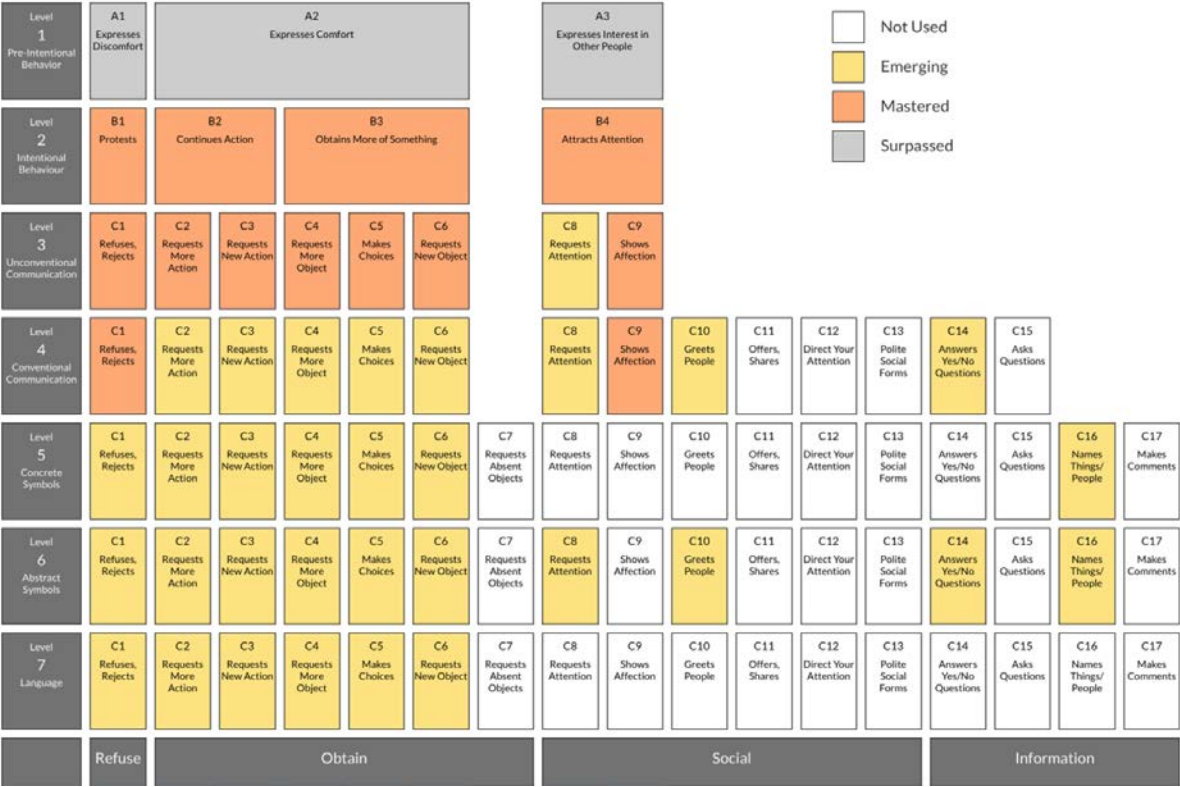 Level
1
Pre-Intentional
Behavior
A1
Expresses
Discomfort
A2
Expresses Comfort
A3
Expresses Interest in
Other People
Not Used
Emerging
Mastered
Surpassed
Level
2
Intentional
Behaviour
B1
Protests
B2
Continues Action
B3
Obtains More of Something
B4
Attracts Attention
Level
3
Unconventional
Communication
C1
Refuses,
Rejects
C2
Requests
More
Action
C3
Requests
New Action
C4
Requests
More
Object
C5
Makes
Choices
C6
Requests
New Object
C8
Requests
Attention
C9
Shows
Affection
Level
4
Conventional
Communication
C1
Refuses,
Rejects
C2
Requests
More
Action
C3
Requests
New Action
C4
Requests
More
Object
C5
Makes
Choices
C6
Requests
New Object
C8
Requests
Attention
C9
Shows
Affection
C10
Greets
People
C11
Offers,
Shares
C12
Direct Your
Attention
C13
Polite
Social
Forms
C14
Answers
Yes/No
Questions
C15
Asks
Questions
Level
5
Concrete
Symbols
C1
Refuses,
Rejects
C2
Requests
More
Action
C3
Requests
New Action
C4
Requests
More
Object
C5
Makes
Choices
C6
Requests
New Object
C7
Requests
Absent
Objects
C8
Requests
Attention
C9
Shows
Affection
C10
Greets
People
C11
Offers,
Shares
C12
Direct Your
Attention
C13
Polite
Social
Forms
C14
Answers
Yes/No
Questions
C15
Asks
Questions
C16
Names
Things/
People
C17
Makes
Comments
Level
6
Abstract
Symbols
C1
Refuses,
Rejects
C2
Requests
More
Action
C3
Requests
New Action
C4
Requests
More
Object
C5
Makes
Choices
C6
Requests
New Object
C7
Requests
Absent
Objects
C8
Requests
Attention
C9
Shows
Affection
C10
Greets
People
C11
Offers,
Shares
C12
Direct Your
Attention
C13
Polite
Social
Forms
C14
Answers
Yes/No
Questions
C15
Asks
Questions
C16
Names
Things/
People
C17
Makes
Comments
Level
7
Language
C1
Refuses,
Rejects
C2
Requests
More
Action
C3
Requests
New Action
C4
Requests
More
Object
C5
Makes
Choices
C6
Requests
New Object
C7
Requests
Absent
Objects
C8
Requests
Attention
C9
Shows
Affection
C10
Greets
People
C11
Offers,
Shares
C12
Direct Your
Attention
C13
Polite
Social
Forms
C14
Answers
Yes/No
Questions
C15
Asks
Questions
C16
Names
Things/
People
C17
Makes
Comments
Refuse
Obtain
Social
Information